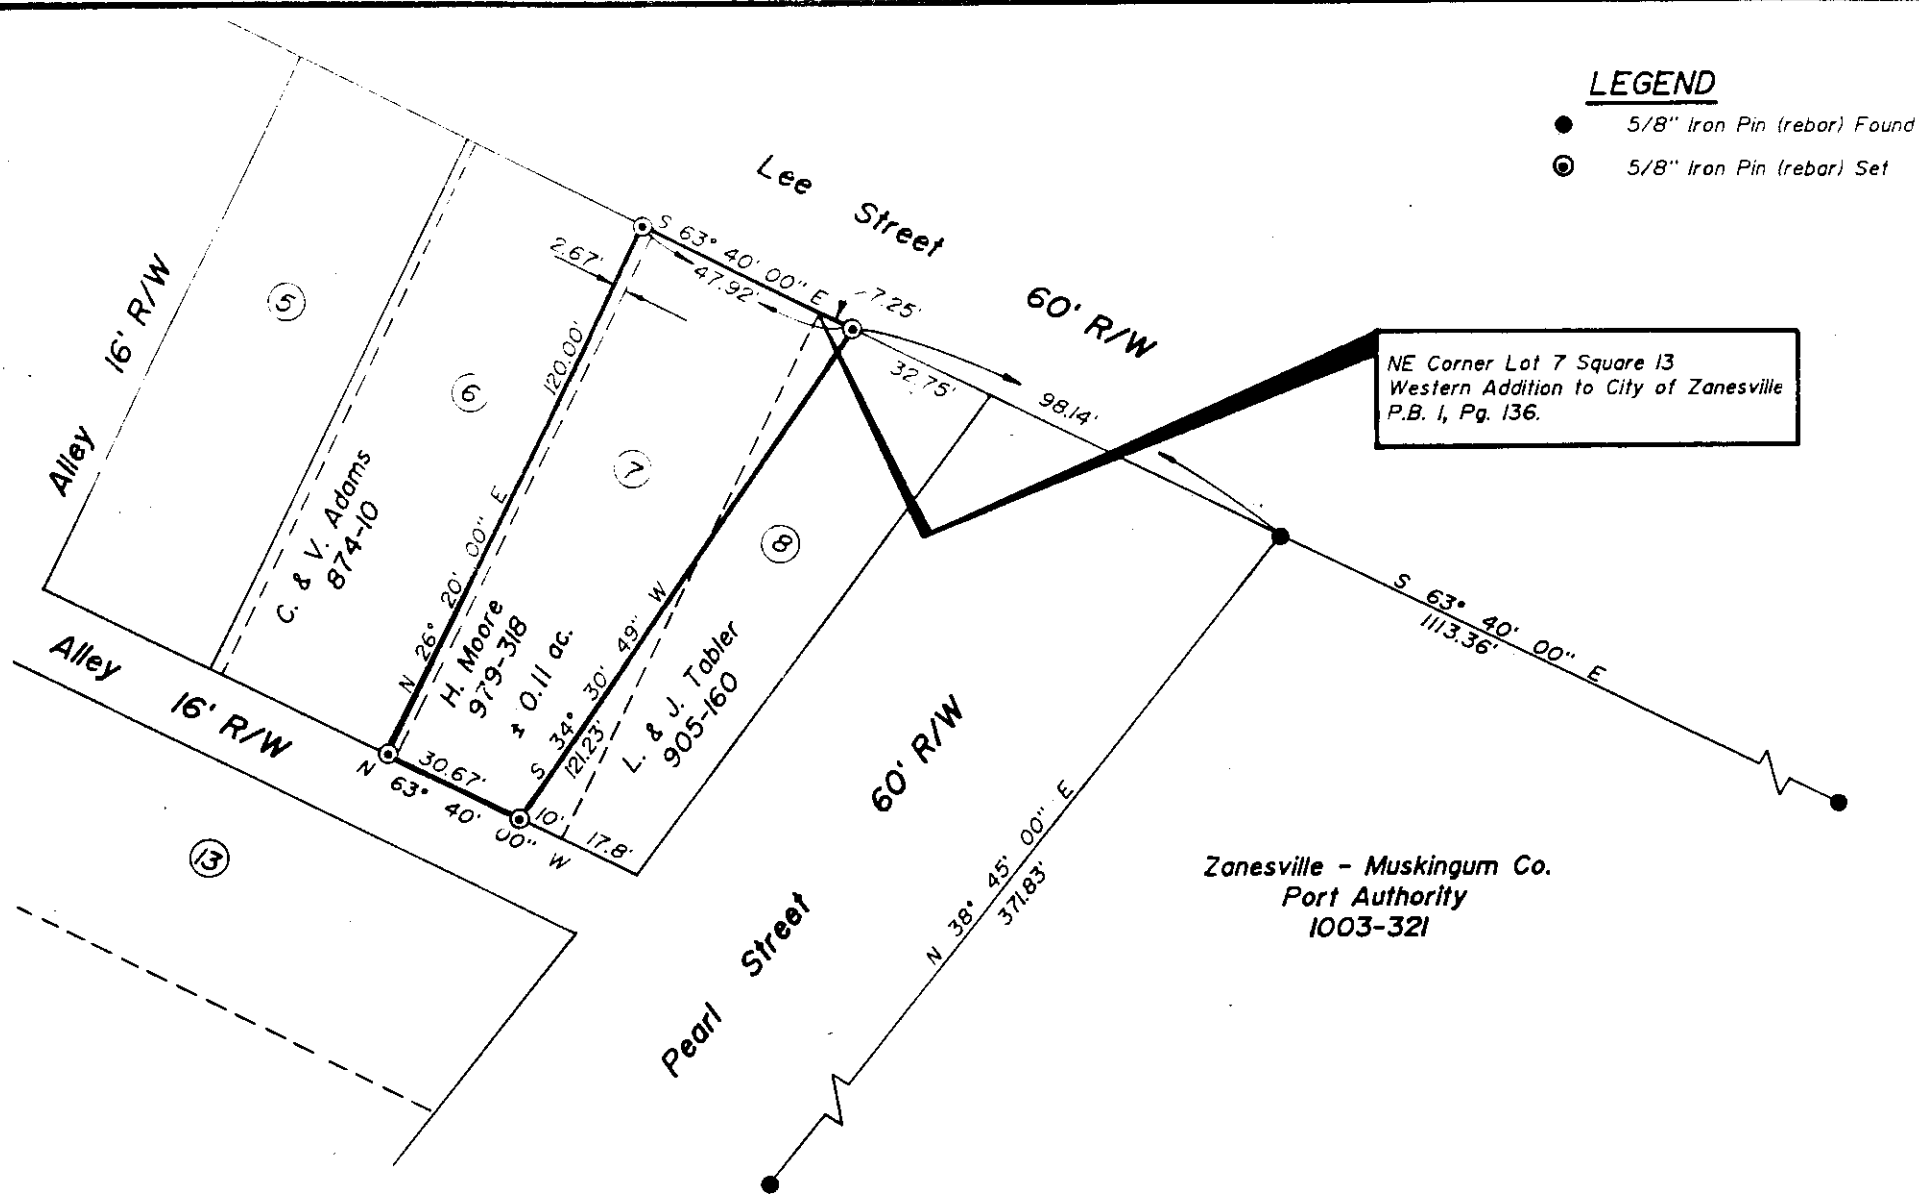 LEGEND
5/8" Iron Pin (rebar) Found
5/8" Iron Pin (rebar) Set
Lee Street
60' R/W
S 63° 40' 00" E
47.92'
7.25'
2.67'
32.75'
98.14'
NE Corner Lot 7 Square 13
Western Addition to City of Zanesville
P.B. 1, Pg. 136.
Alley 16' R/W
5
6
7
8
120.00'
N 26° 20' 00" E
C. & V. Adams
874-10
H. Moore
979-318
± 0.11 ac.
S 34° 30' 49" W
121.23'
L. & J. Tabler
905-160
Alley 16' R/W
30.67'
N 63° 40' 00" W
10'
17.8'
13
S 63° 40' 00" E
1113.36'
Pearl Street
60' R/W
N 38° 45' 00" E
371.83'
Zanesville - Muskingum Co.
Port Authority
1003-321